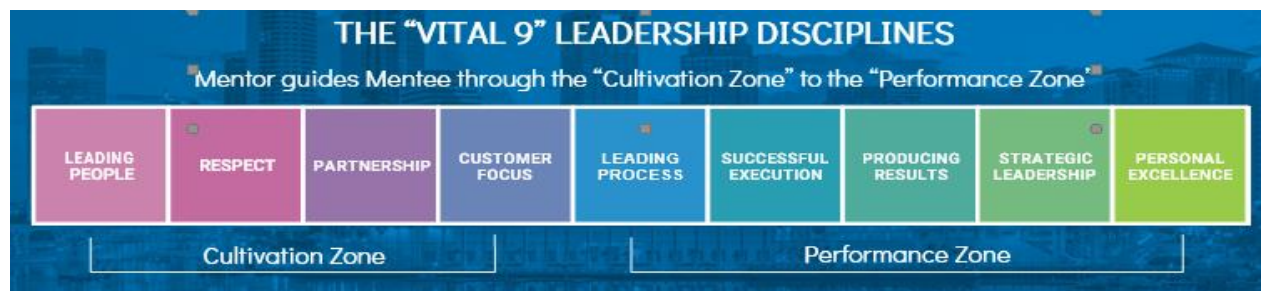 THE “VITAL 9” LEADERSHIP DISCIPLINES
Mentor guides Mentee through the “Cultivation Zone” to the “Performance Zone”
LEADING
PEOPLE
RESPECT
PARTNERSHIP
CUSTOMER
FOCUS
LEADING
PROCESS
SUCCESSFUL
EXECUTION
PRODUCING
RESULTS
STRATEGIC
LEADERSHIP
PERSONAL
EXCELLENCE
Cultivation Zone
Performance Zone